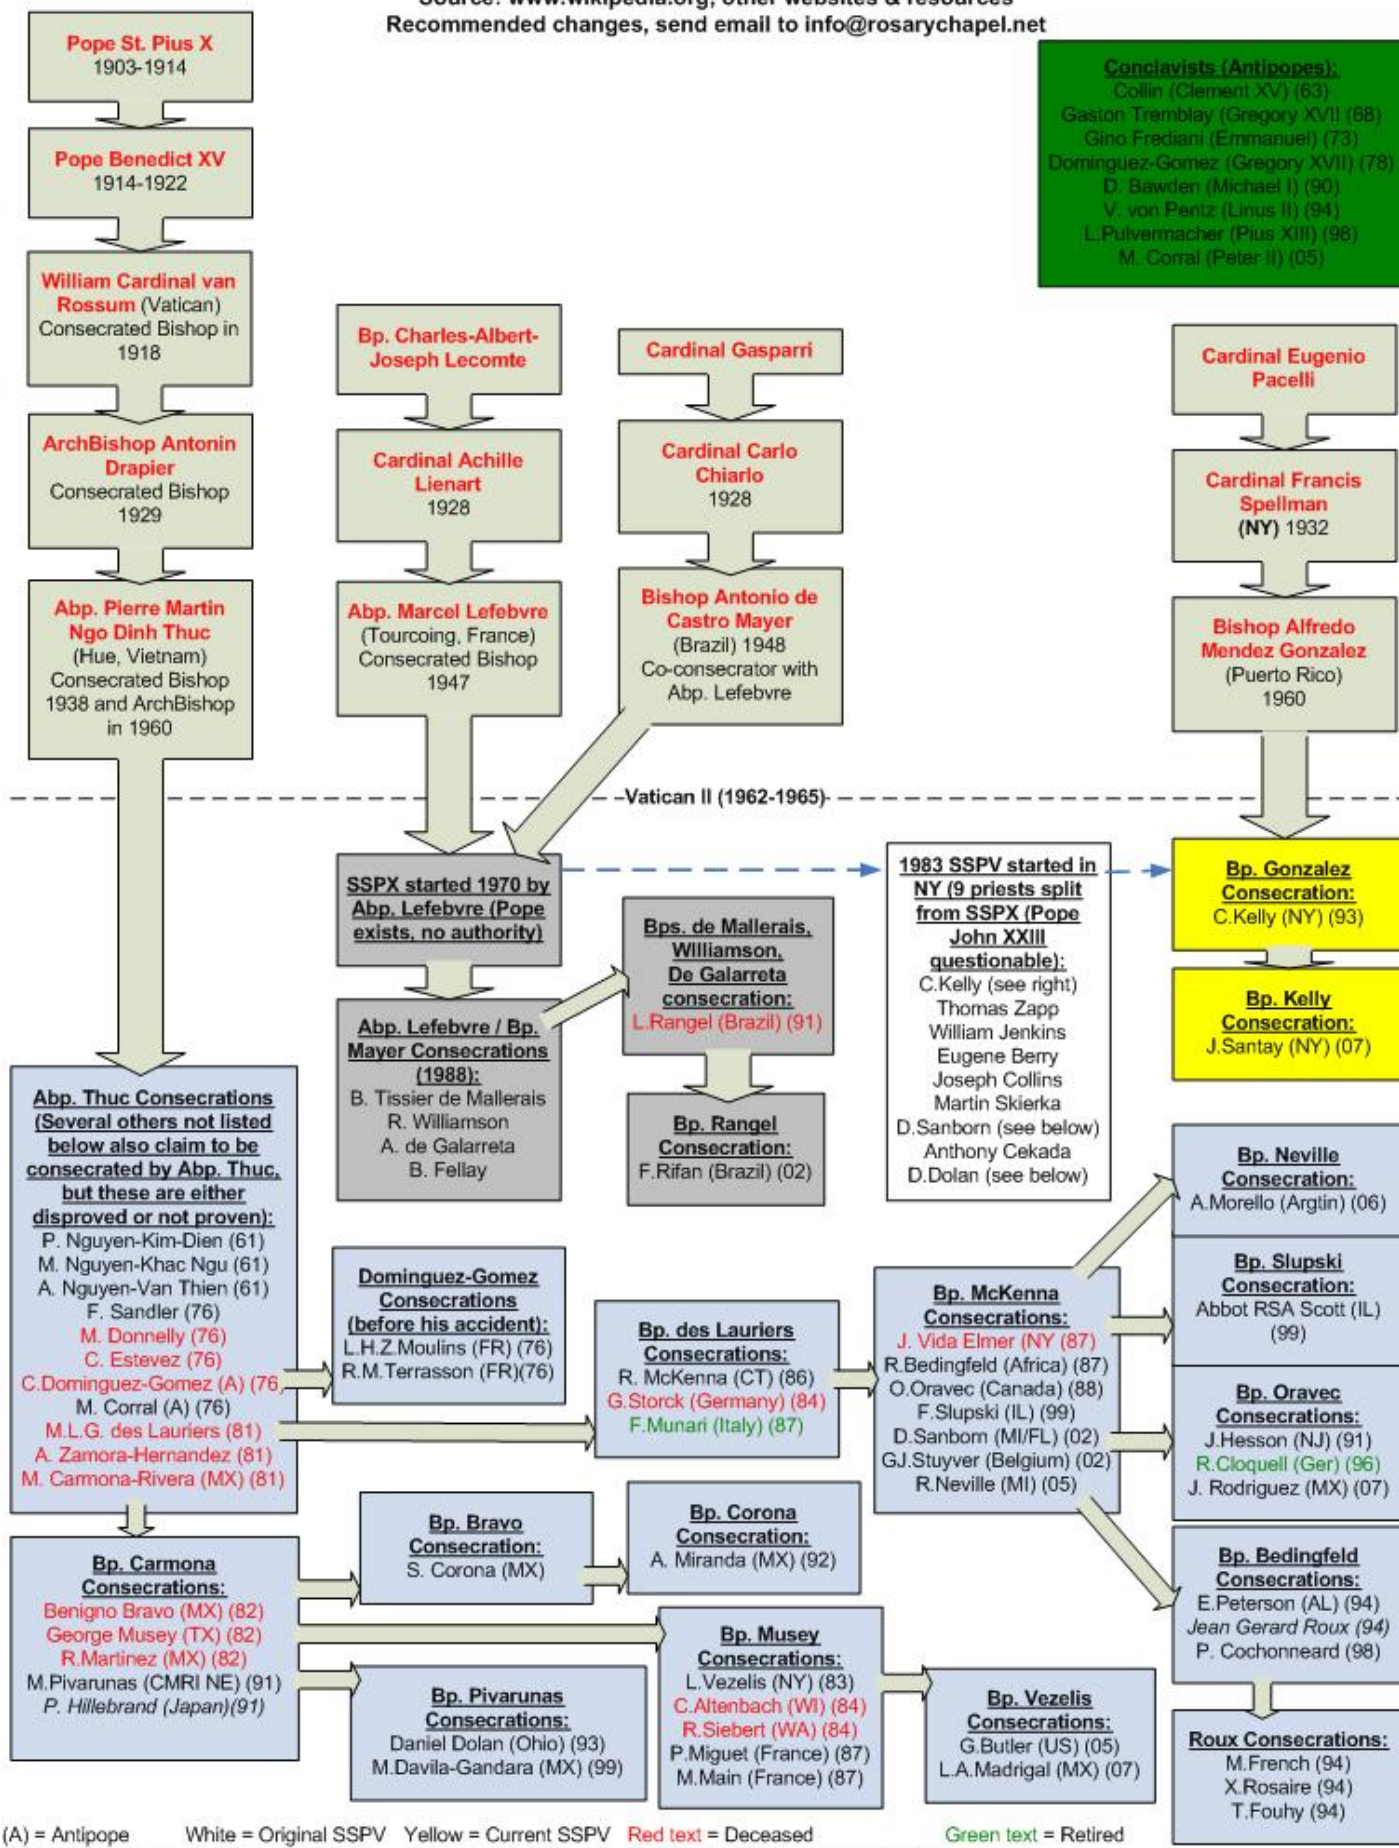 Source: www.wikipedia.org, other websites & resources
Recommended changes, send email to info@rosarychapel.net
Pope St. Pius X
1903-1914
Pope Benedict XV
1914-1922
William Cardinal van
Rossum (Vatican)
Consecrated Bishop in
1918
ArchBishop Antonin
Drapier
Consecrated Bishop
1929
Abp. Pierre Martin
Ngo Dinh Thuc
(Hue, Vietnam)
Consecrated Bishop
1938 and ArchBishop
in 1960
Bp. Charles-Albert-
Joseph Lecomte
Cardinal Achille
Lienart
1928
Abp. Marcel Lefebvre
(Tourcoing, France)
Consecrated Bishop
1947
Cardinal Gasparri
Cardinal Carlo
Chiarlo
1928
Bishop Antonio de
Castro Mayer
(Brazil) 1948
Co-consecrator with
Abp. Lefebvre
Conclavists (Antipopes):
Collin (Clement XV) (63)
Gaston Tremblay (Gregory XVII (68)
Gino Frediani (Emmanuel) (73)
Dominguez-Gomez (Gregory XVII) (78)
D. Bawden (Michael I) (90)
V. von Pentz (Linus II) (94)
L.Pulvermacher (Pius XIII) (98)
M. Corral (Peter II) (05)
Cardinal Eugenio
Pacelli
Cardinal Francis
Spellman
(NY) 1932
Bishop Alfredo
Mendez Gonzalez
(Puerto Rico)
1960
Vatican II (1962-1965)
SSPX started 1970 by
Abp. Lefebvre (Pope
exists, no authority)
Abp. Lefebvre / Bp.
Mayer Consecrations
(1988):
B. Tissier de Mallerais
R. Williamson
A. de Galarreta
B. Fellay
Bps. de Mallerais,
WIlliamson,
De Galarreta
consecration:
L.Rangel (Brazil) (91)
Bp. Rangel
Consecration:
F.Rifan (Brazil) (02)
1983 SSPV started in
NY (9 priests split
from SSPX (Pope
John XXIII
questionable):
C.Kelly (see right)
Thomas Zapp
William Jenkins
Eugene Berry
Joseph Collins
Martin Skierka
D.Sanborn (see below)
Anthony Cekada
D.Dolan (see below)
Bp. Gonzalez
Consecration:
C.Kelly (NY) (93)
Bp. Kelly
Consecration:
J.Santay (NY) (07)
Abp. Thuc Consecrations
(Several others not listed
below also claim to be
consecrated by Abp. Thuc,
but these are either
disproved or not proven):
P. Nguyen-Kim-Dien (61)
M. Nguyen-Khac Ngu (61)
A. Nguyen-Van Thien (61)
F. Sandler (76)
M. Donnelly (76)
C. Estevez (76)
C.Dominguez-Gomez (A) (76
M. Corral (A) (76)
M.L.G. des Lauriers (81)
A. Zamora-Hernandez (81)
M. Carmona-Rivera (MX) (81)
Dominguez-Gomez
Consecrations
(before his accident):
L.H.Z.Moulins (FR) (76)
R.M.Terrasson (FR)(76)
Bp. des Lauriers
Consecrations:
R. McKenna (CT) (86)
G.Storck (Germany) (84)
F.Munari (Italy) (87)
Bp. McKenna
Consecrations:
J. Vida Elmer (NY (87)
R.Bedingfeld (Africa) (87)
O.Oravec (Canada) (88)
F.Slupski (IL) (99)
D.Sanborn (MI/FL) (02)
GJ.Stuyver (Belgium) (02)
R.Neville (MI) (05)
Bp. Neville
Consecration:
A.Morello (Argtin) (06)
Bp. Slupski
Consecration:
Abbot RSA Scott (IL)
(99)
Bp. Oravec
Consecrations:
J.Hesson (NJ) (91)
R.Cloquell (Ger) (96)
J. Rodriguez (MX) (07)
Bp. Carmona
Consecrations:
Benigno Bravo (MX) (82)
George Musey (TX) (82)
R.Martinez (MX) (82)
M.Pivarunas (CMRI NE) (91)
P. Hillebrand (Japan)(91)
Bp. Bravo
Consecration:
S. Corona (MX)
Bp. Corona
Consecration:
A. Miranda (MX) (92)
Bp. Pivarunas
Consecrations:
Daniel Dolan (Ohio) (93)
M.Davila-Gandara (MX) (99)
Bp. Musey
Consecrations:
L.Vezelis (NY) (83)
C.Altenbach (WI) (84)
R.Siebert (WA) (84)
P.Miguet (France) (87)
M.Main (France) (87)
Bp. Vezelis
Consecrations:
G.Butler (US) (05)
L.A.Madrigal (MX) (07)
Bp. Bedingfeld
Consecrations:
E.Peterson (AL) (94)
Jean Gerard Roux (94)
P. Cochonneard (98)
Roux Consecrations:
M.French (94)
X.Rosaire (94)
T.Fouhy (94)
(A) = Antipope White = Original SSPV Yellow = Current SSPV Red text = Deceased Green text = Retired